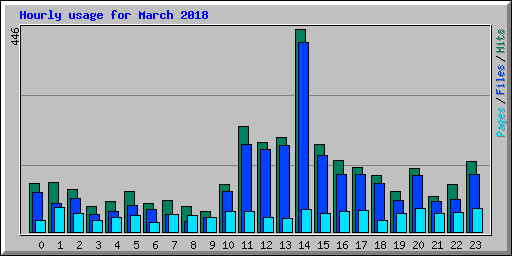 Hourly usage for March 2018
446
Pages / Files / Hits
0 1 2 3 4 5 6 7 8 9 10 11 12 13 14 15 16 17 18 19 20 21 22 23